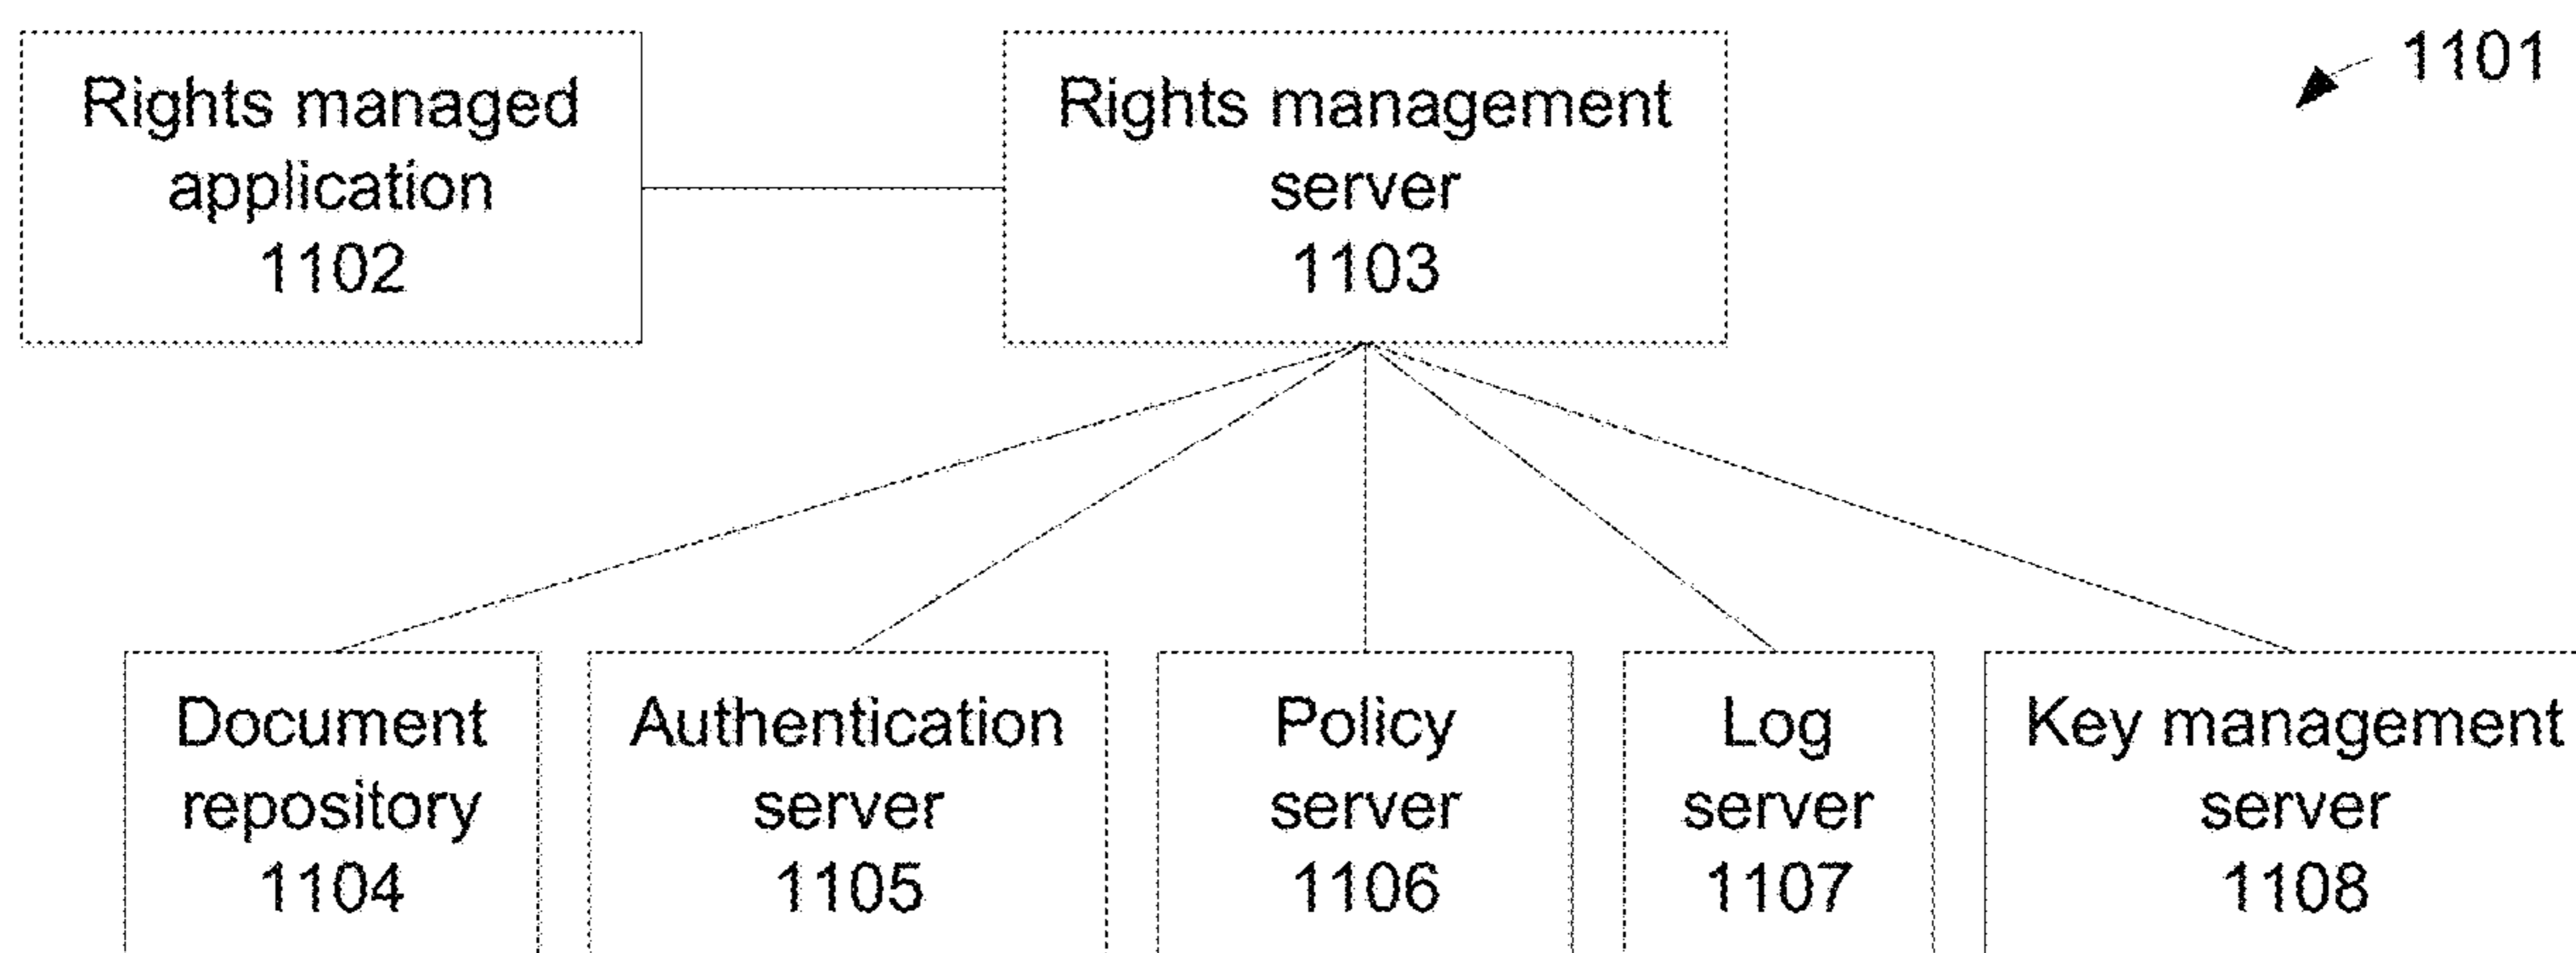 Rights managed
application
1102
Rights management
server
1103
1101
Document
repository
1104
Authentication
server
1105
Policy
server
1106
Log
server
1107
Key management
server
1108